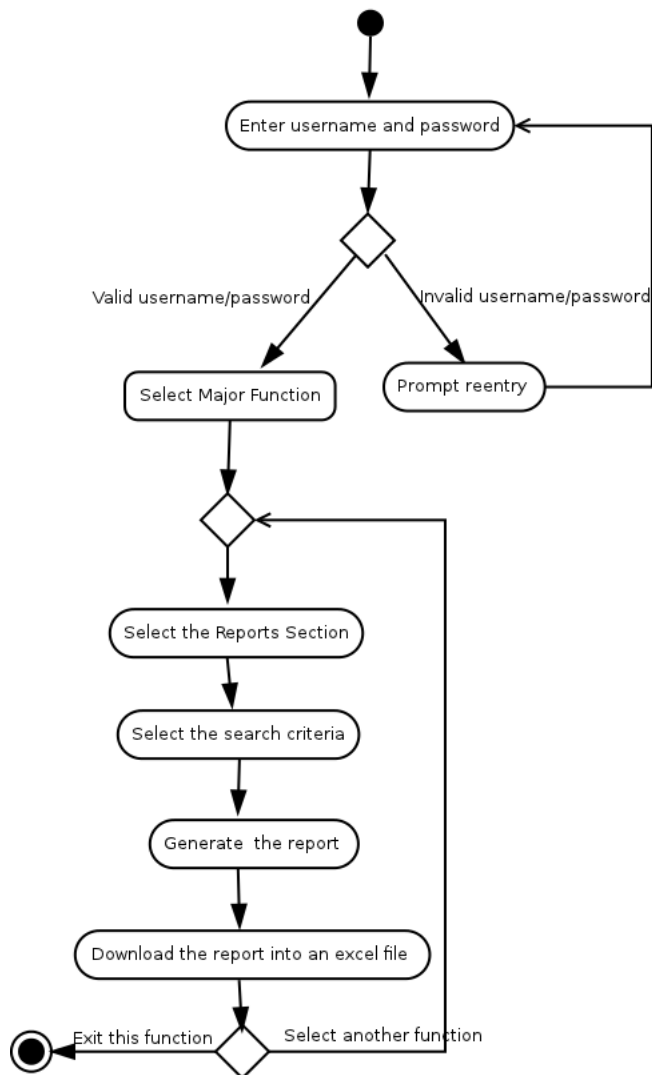 Enter username and password
Valid username/password
Invalid username/password
Select Major Function
Prompt reentry
Select the Reports Section
Select the search criteria
Generate  the report
Download the report into an excel file
Exit this function
Select another function